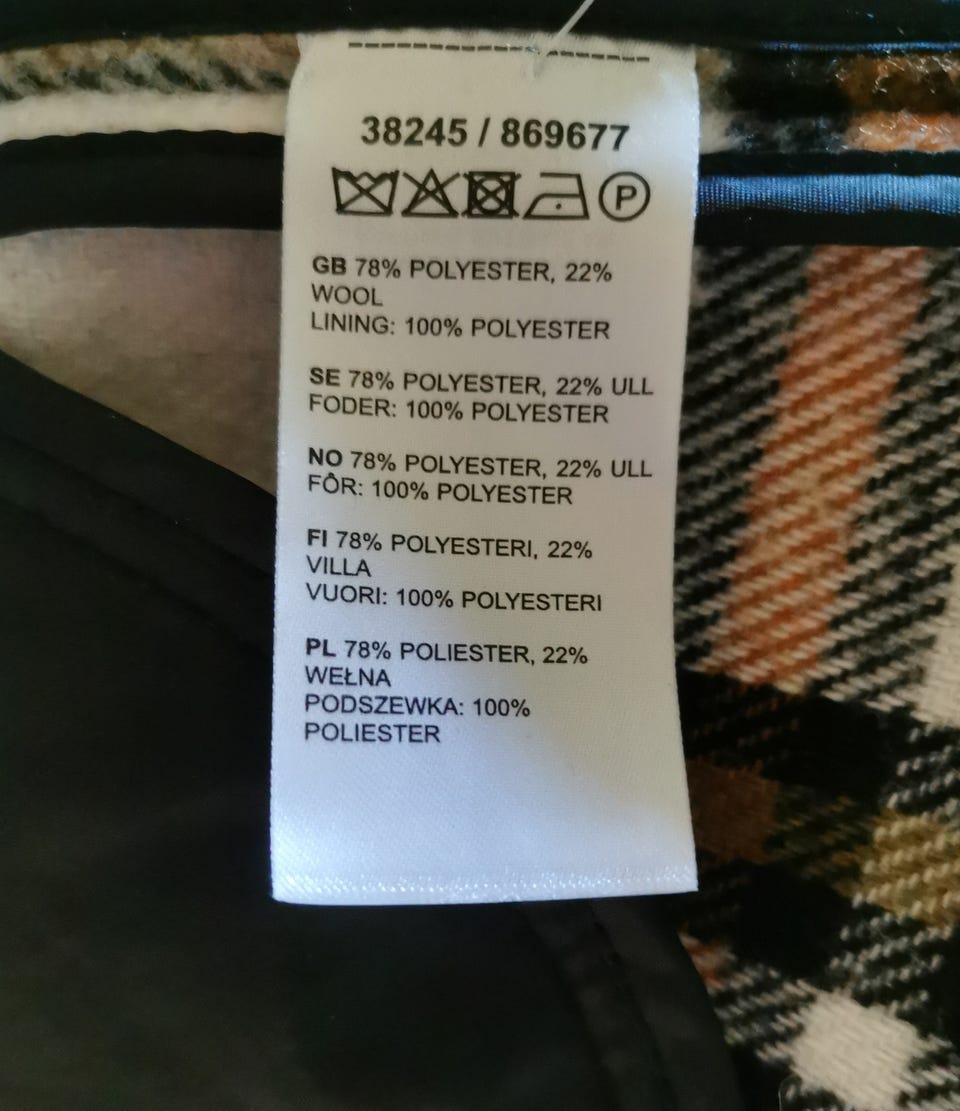 38245 / 869677
P
GB 78% POLYESTER, 22%
WOOL
LINING: 100% POLYESTER
SE 78% POLYESTER, 22% ULL
FODER: 100% POLYESTER
NO 78% POLYESTER, 22% ULL
FÔR: 100% POLYESTER
FI 78% POLYESTERI, 22%
VILLA
VUORI: 100% POLYESTERI
PL 78% POLIESTER, 22%
WEŁNA
PODSZEWKA: 100%
POLIESTER